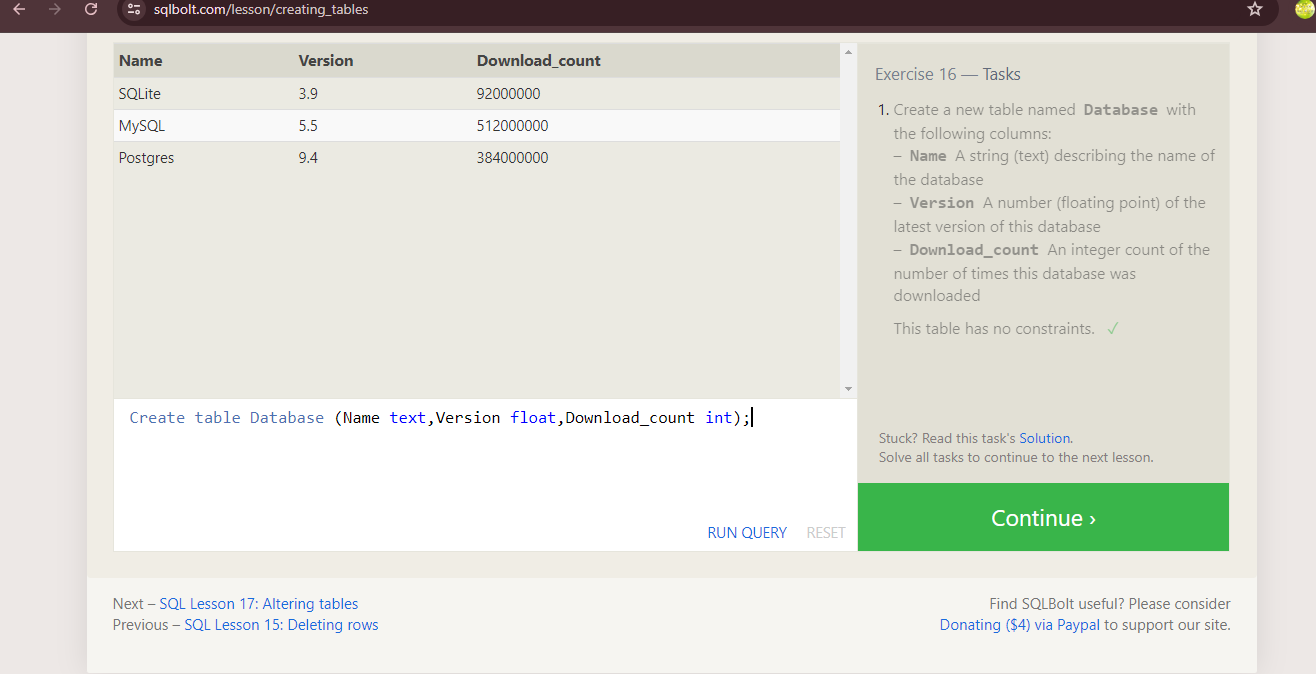 sqlbolt.com/lesson/creating_tables
Name Version Download_count
SQLite 3.9 92000000
MySQL 5.5 512000000
Postgres 9.4 384000000
Create table Database (Name text,Version float,Download_count int);
RUN QUERY RESET
Exercise 16 — Tasks
1. Create a new table named Database with
the following columns:
– Name A string (text) describing the name of
the database
– Version A number (floating point) of the
latest version of this database
– Download_count An integer count of the
number of times this database was
downloaded
This table has no constraints. ✓
Stuck? Read this task's Solution.
Solve all tasks to continue to the next lesson.
Continue ›
Next – SQL Lesson 17: Altering tables
Previous – SQL Lesson 15: Deleting rows
Find SQLBolt useful? Please consider
Donating ($4) via Paypal to support our site.